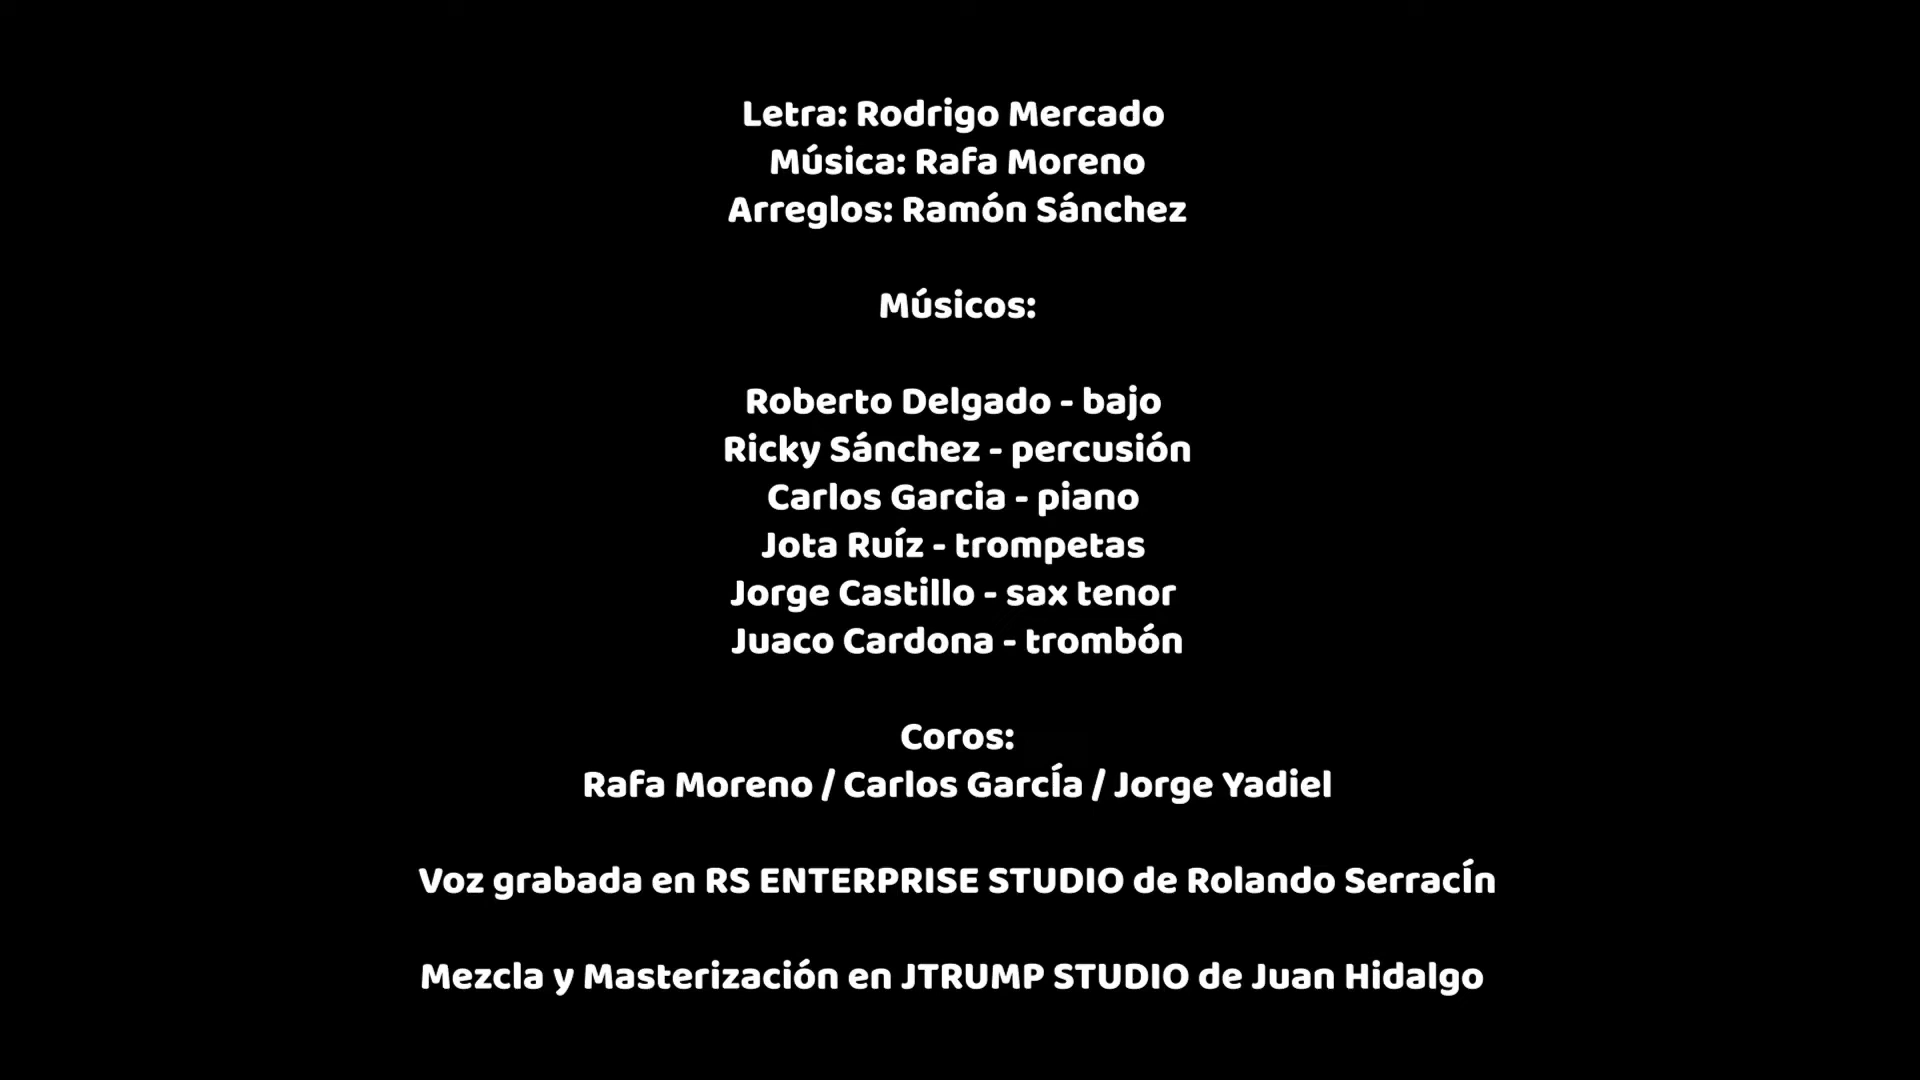 Letra: Rodrigo Mercado
Música: Rafa Moreno
Arreglos: Ramón Sánchez
Músicos:
Roberto Delgado - bajo
Ricky Sánchez - percusión
Carlos Garcia - piano
Jota Ruíz - trompetas
Jorge Castillo - sax tenor
Juaco Cardona - trombón
Coros:
Rafa Moreno / Carlos GarcÍa / Jorge Yadiel
Voz grabada en RS ENTERPRISE STUDIO de Rolando SerracÍn
Mezcla y Masterización en JTRUMP STUDIO de Juan Hidalgo